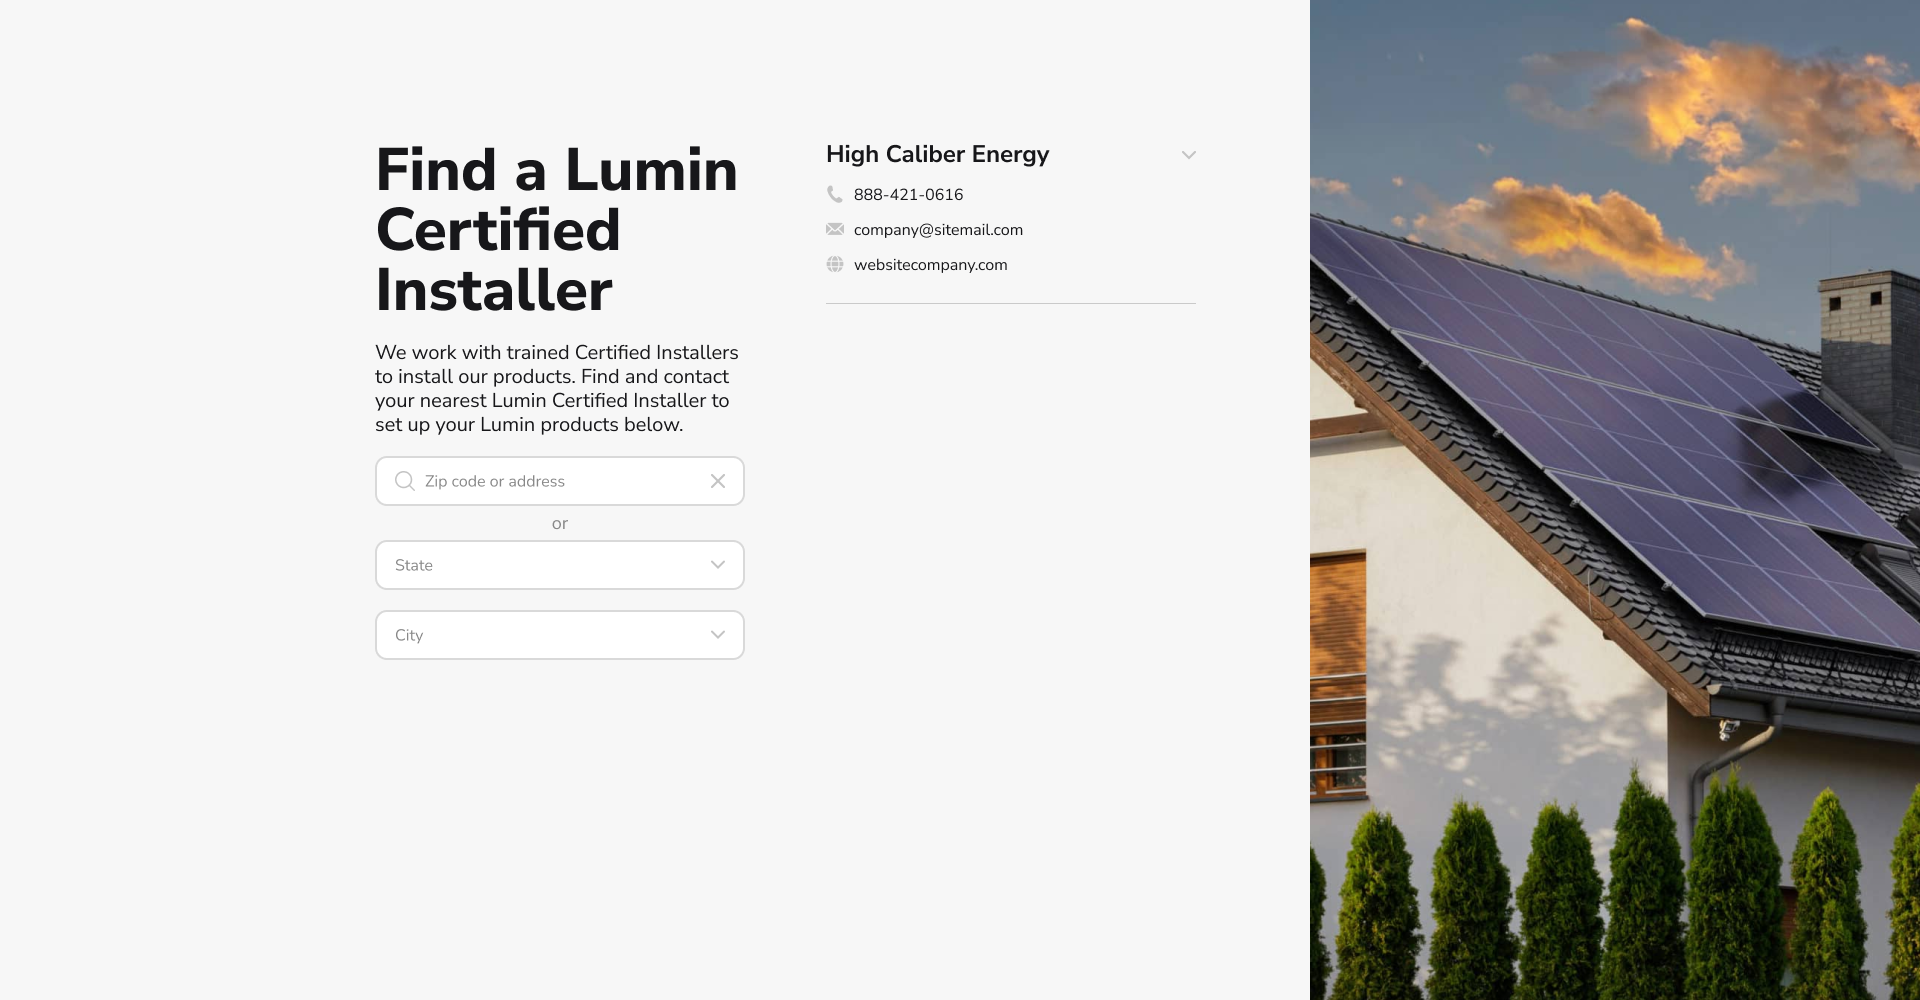 Find a Lumin
Certified
Installer
We work with trained Certified Installers
to install our products. Find and contact
your nearest Lumin Certified Installer to
set up your Lumin products below.
Zip code or address
or
State
City
High Caliber Energy
888-421-0616
company@sitemail.com
websitecompany.com